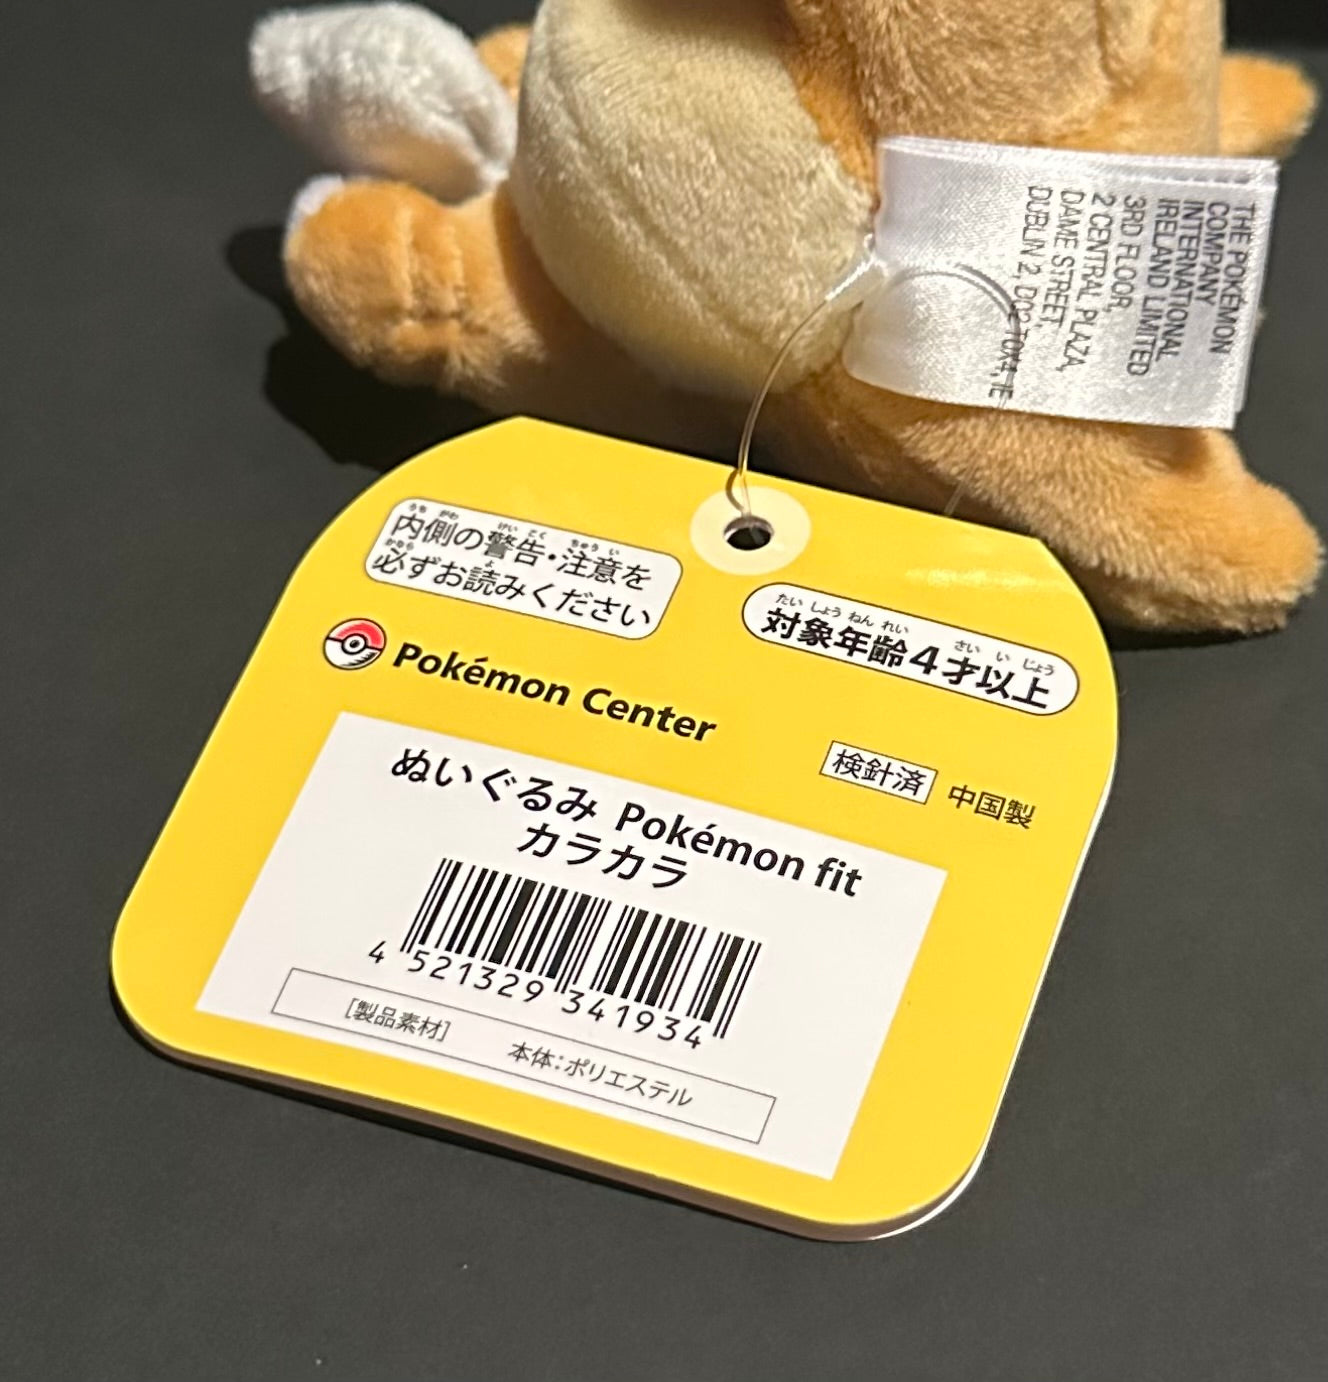 THE POKÉMON
COMPANY
INTERNATIONAL
IRELAND LIMITED
3RD FLOOR,
2 CENTRAL PLAZA,
DAME STREET,
DUBLIN 2, T0X4, IE
内側の警告・注意を
必ずお読みください
対象年齢4才以上
Pokémon Center
検針済 中国製
ぬいぐるみ Pokémon fit
カラカラ
4 521329 341934
[製品素材] 本体:ポリエステル